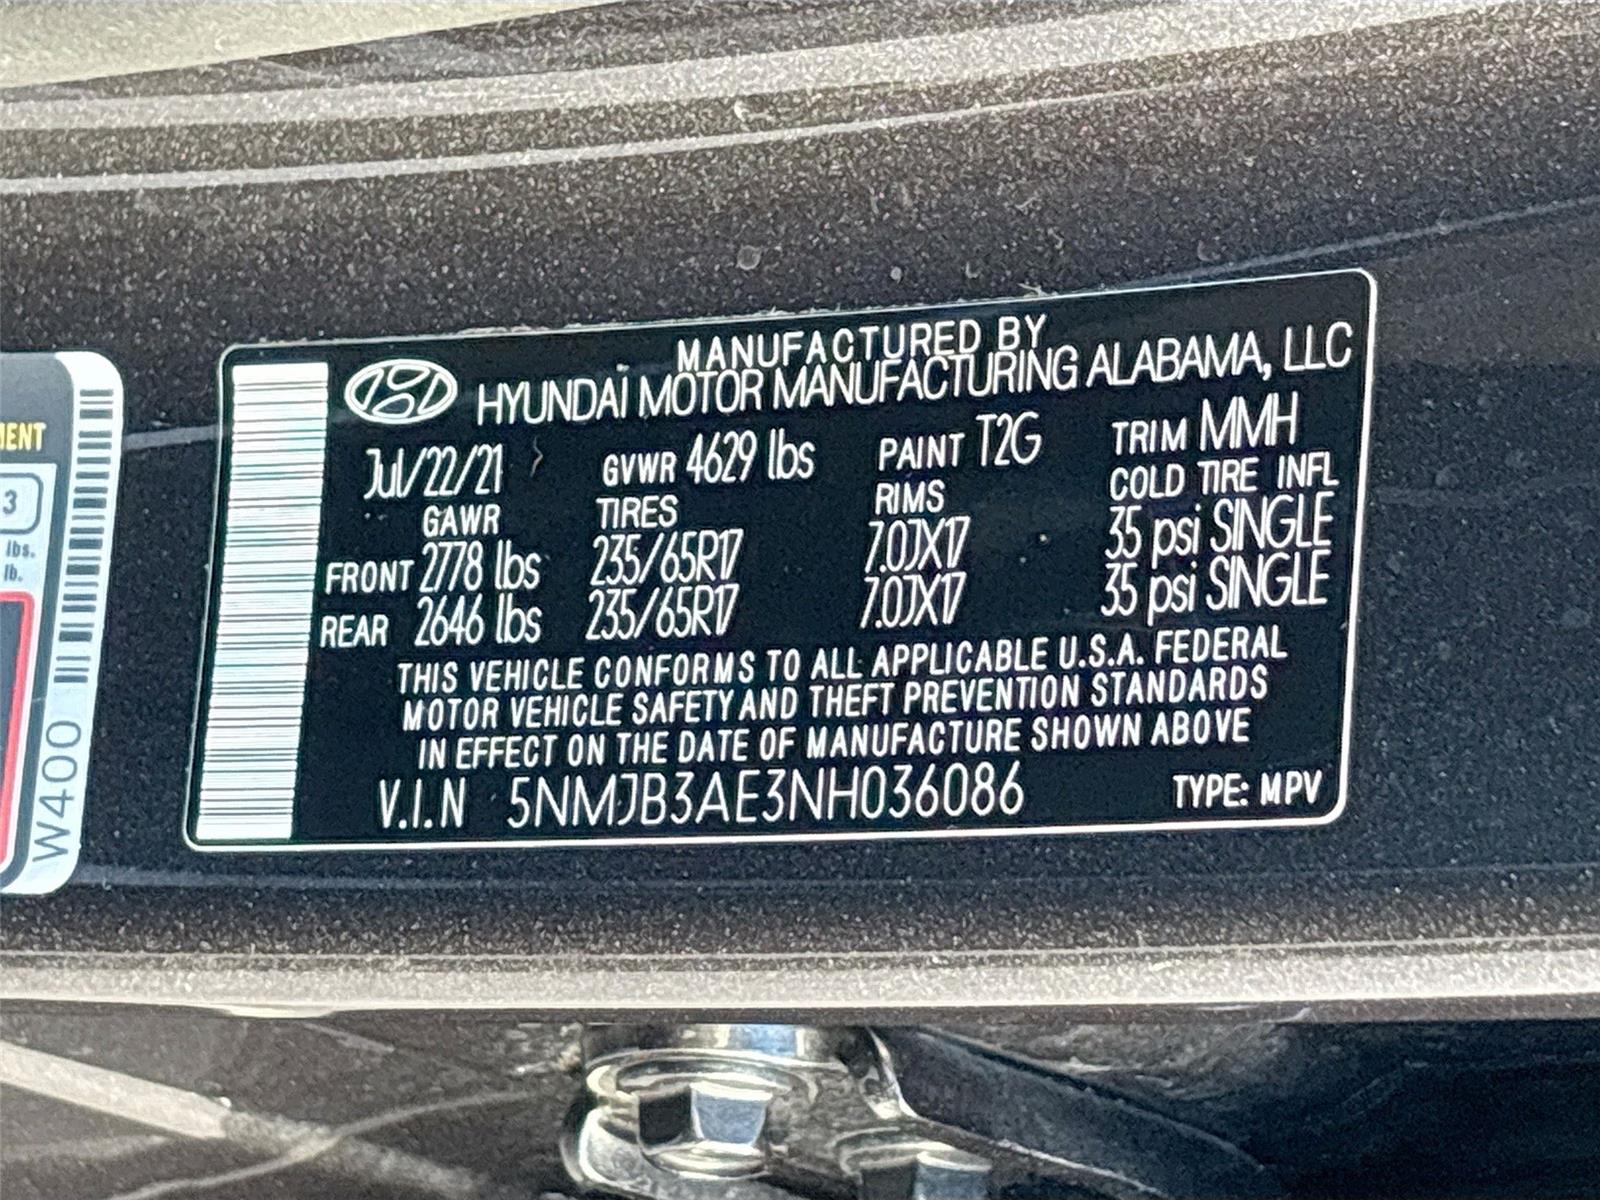 MANUFACTURED BY
HYUNDAI MOTOR MANUFACTURING ALABAMA, LLC
Jul/22/21 GVWR 4629 lbs PAINT T2G TRIM MMH
GAWR TIRES RIMS COLD TIRE INFL
FRONT 2778 lbs 235/65R17 7.0JX17 35 psi SINGLE
REAR 2646 lbs 235/65R17 7.0JX17 35 psi SINGLE
THIS VEHICLE CONFORMS TO ALL APPLICABLE U.S.A. FEDERAL
MOTOR VEHICLE SAFETY AND THEFT PREVENTION STANDARDS
IN EFFECT ON THE DATE OF MANUFACTURE SHOWN ABOVE
V.I.N 5NMJB3AE3NH036086 TYPE: MPV
3
lbs.
lb.
W400